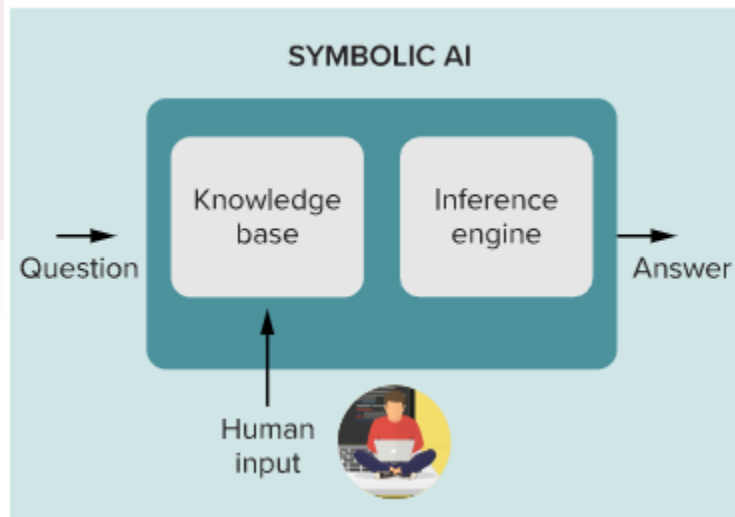 SYMBOLIC AI
Knowledge
base
Inference
engine
Question
Answer
Human
input